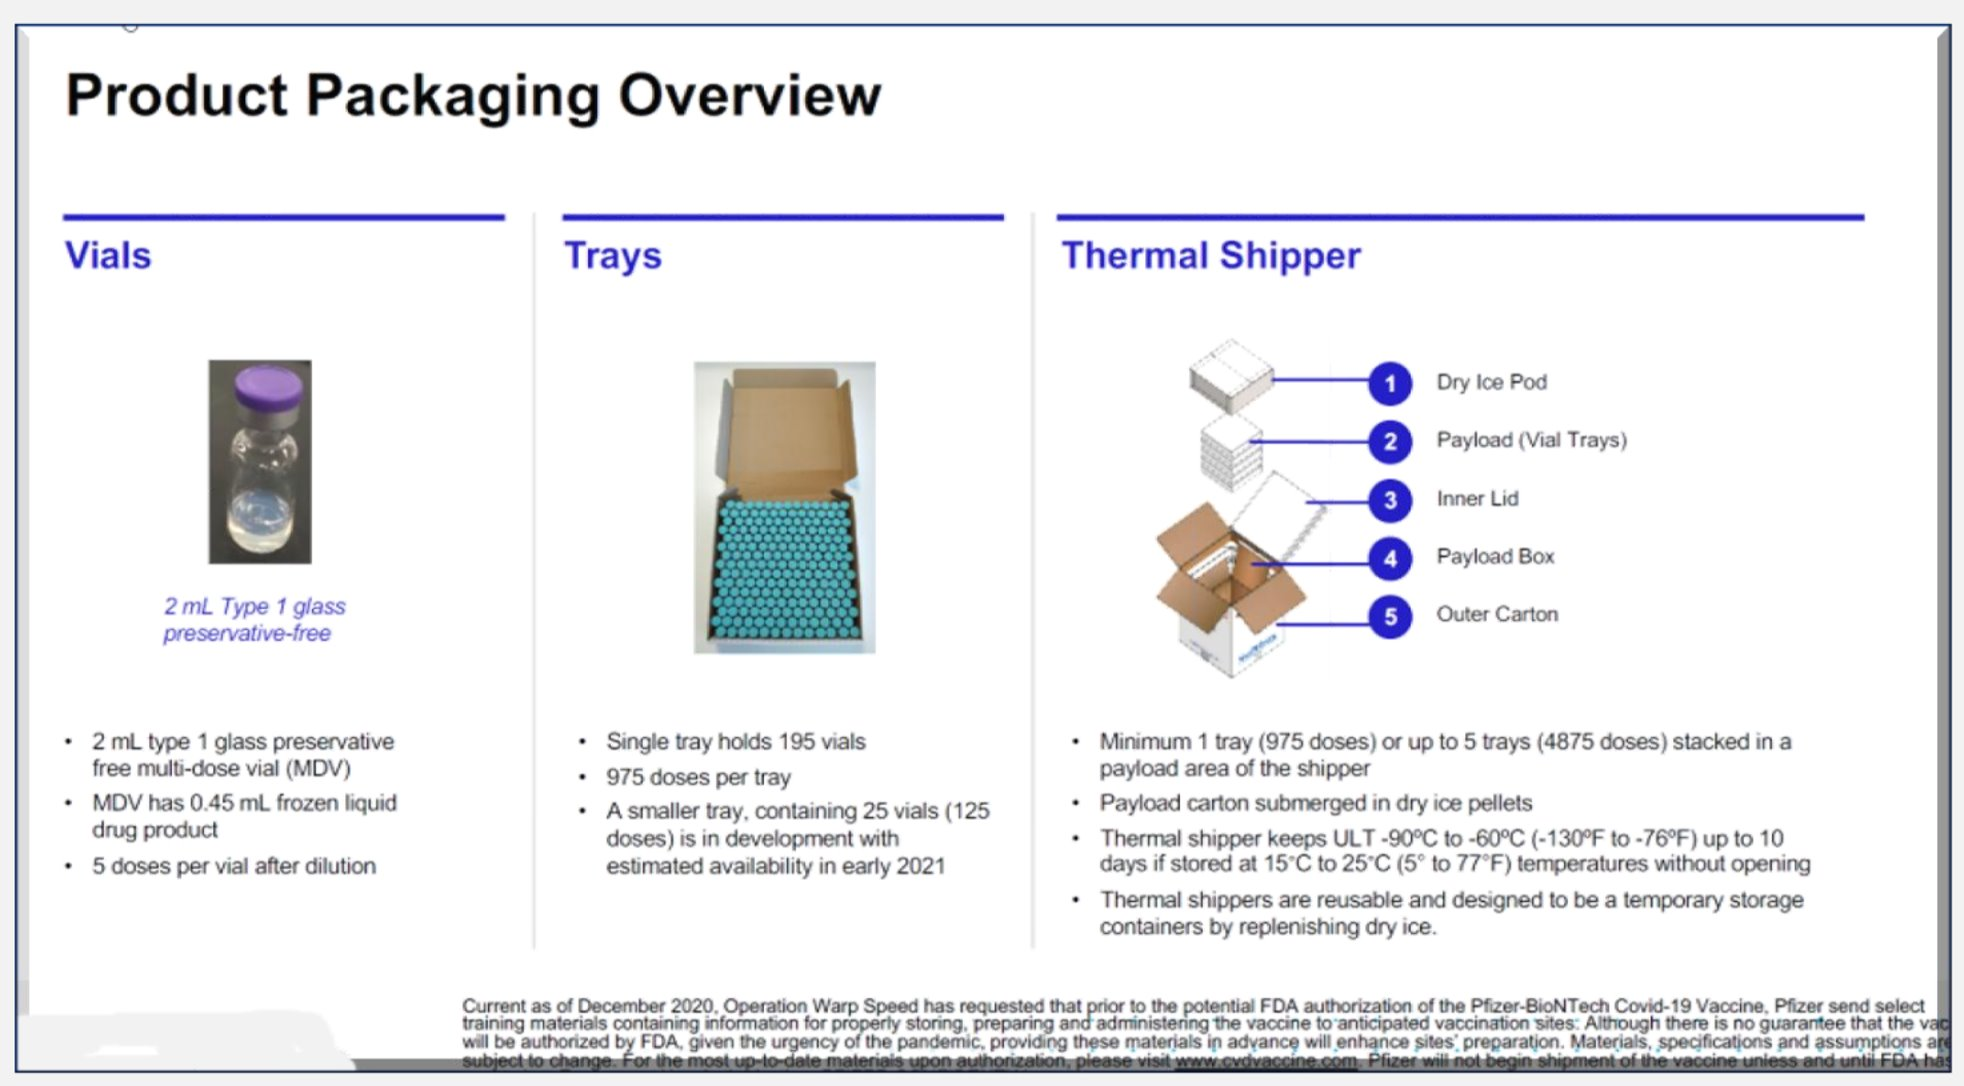 Product Packaging Overview
Vials
2 mL Type 1 glass
preservative-free
• 2 mL type 1 glass preservative
free multi-dose vial (MDV)
• MDV has 0.45 mL frozen liquid
drug product
• 5 doses per vial after dilution
Trays
• Single tray holds 195 vials
• 975 doses per tray
• A smaller tray, containing 25 vials (125
doses) is in development with
estimated availability in early 2021
Thermal Shipper
1 Dry Ice Pod
2 Payload (Vial Trays)
3 Inner Lid
4 Payload Box
5 Outer Carton
• Minimum 1 tray (975 doses) or up to 5 trays (4875 doses) stacked in a
payload area of the shipper
• Payload carton submerged in dry ice pellets
• Thermal shipper keeps ULT -90ºC to -60ºC (-130ºF to -76ºF) up to 10
days if stored at 15°C to 25°C (5° to 77°F) temperatures without opening
• Thermal shippers are reusable and designed to be a temporary storage
containers by replenishing dry ice.
Current as of December 2020, Operation Warp Speed has requested that prior to the potential FDA authorization of the Pfizer-BioNTech Covid-19 Vaccine, Pfizer send select
training materials containing information for properly storing, preparing and administering the vaccine to anticipated vaccination sites. Although there is no guarantee that the vac
will be authorized by FDA, given the urgency of the pandemic, providing these materials in advance will enhance sites' preparation. Materials, specifications and assumptions are
subject to change. For the most up-to-date materials upon authorization, please visit www.cvdvaccine.com. Pfizer will not begin shipment of the vaccine unless and until FDA has